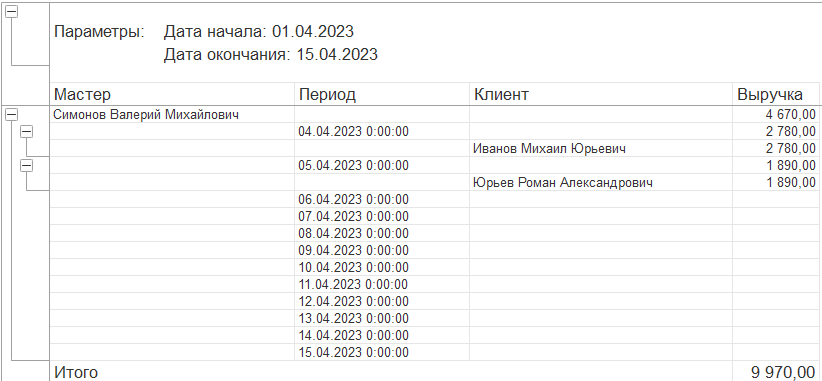 Параметры: Дата начала: 01.04.2023
Дата окончания: 15.04.2023
Мастер Период Клиент Выручка
Симонов Валерий Михайлович 4 670,00
04.04.2023 0:00:00 2 780,00
Иванов Михаил Юрьевич 2 780,00
05.04.2023 0:00:00 1 890,00
Юрьев Роман Александрович 1 890,00
06.04.2023 0:00:00
07.04.2023 0:00:00
08.04.2023 0:00:00
09.04.2023 0:00:00
10.04.2023 0:00:00
11.04.2023 0:00:00
12.04.2023 0:00:00
13.04.2023 0:00:00
14.04.2023 0:00:00
15.04.2023 0:00:00
Итого 9 970,00